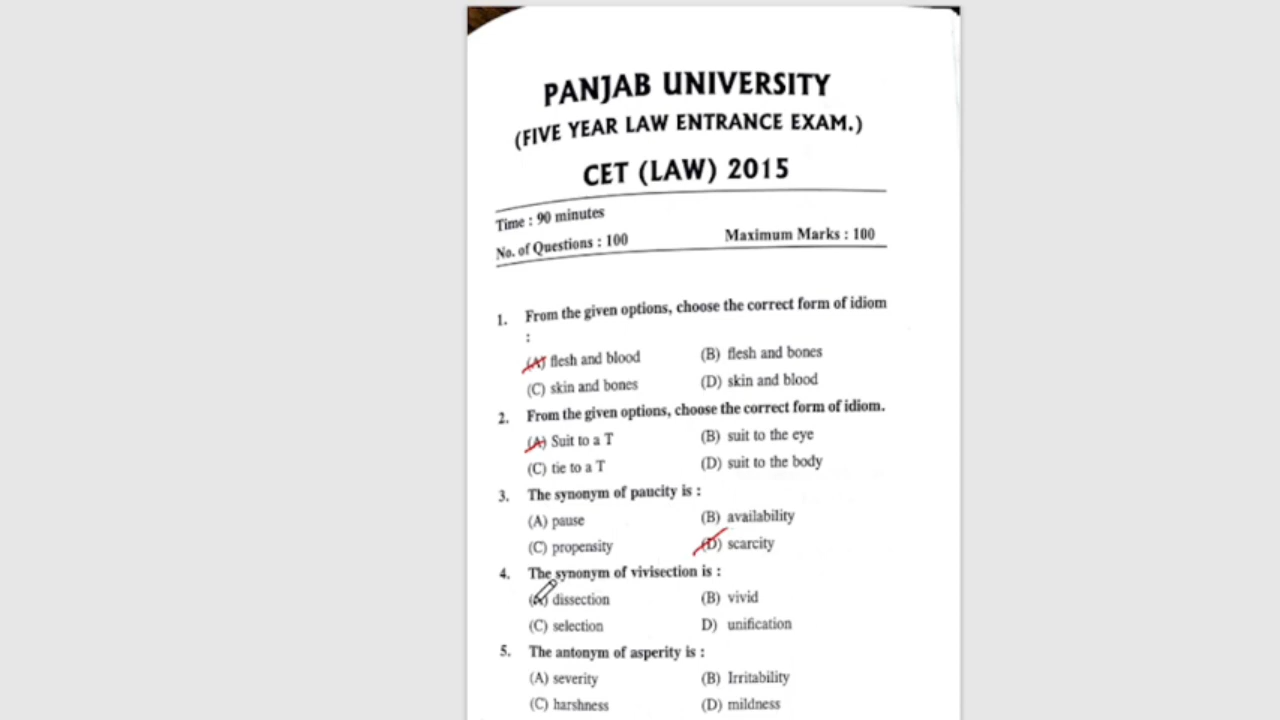 PANJAB UNIVERSITY
(FIVE YEAR LAW ENTRANCE EXAM.)
CET (LAW) 2015
Time : 90 minutes
No. of Questions : 100 Maximum Marks : 100
1. From the given options, choose the correct form of idiom
:
(A) flesh and blood (B) flesh and bones
(C) skin and bones (D) skin and blood
2. From the given options, choose the correct form of idiom.
(A) Suit to a T (B) suit to the eye
(C) tie to a T (D) suit to the body
3. The synonym of paucity is :
(A) pause (B) availability
(C) propensity (D) scarcity
4. The synonym of vivisection is :
(A) dissection (B) vivid
(C) selection D) unification
5. The antonym of asperity is :
(A) severity (B) Irritability
(C) harshness (D) mildness